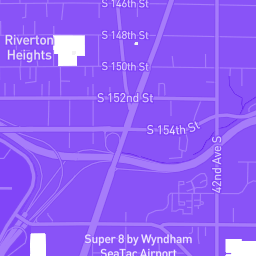 S 146th St
S 148th St
Riverton
Heights
S 150th St
S 152nd St
S 154th St
42nd Ave S
Super 8 by Wyndham
SeaTac Airport